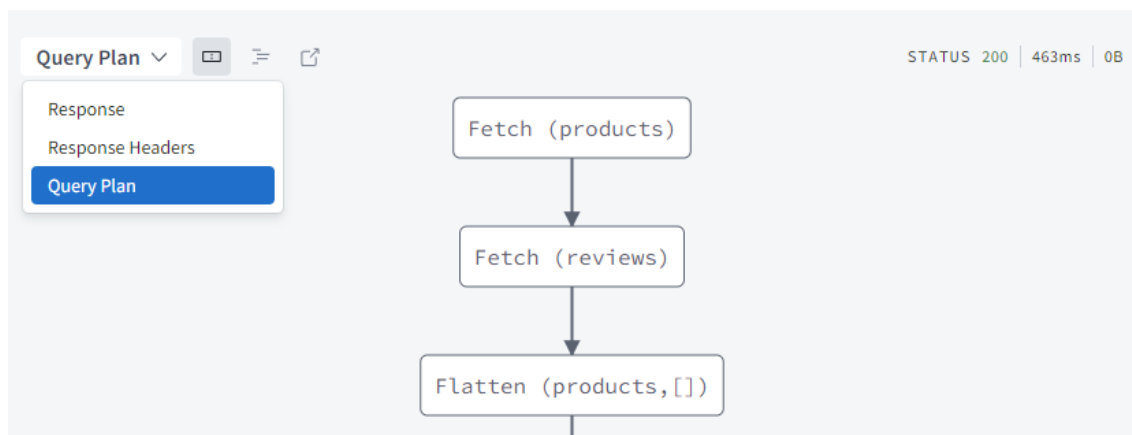 Query Plan
STATUS 200 463ms 0B
Response
Response Headers
Query Plan
Fetch (products)
Fetch (reviews)
Flatten (products,[])